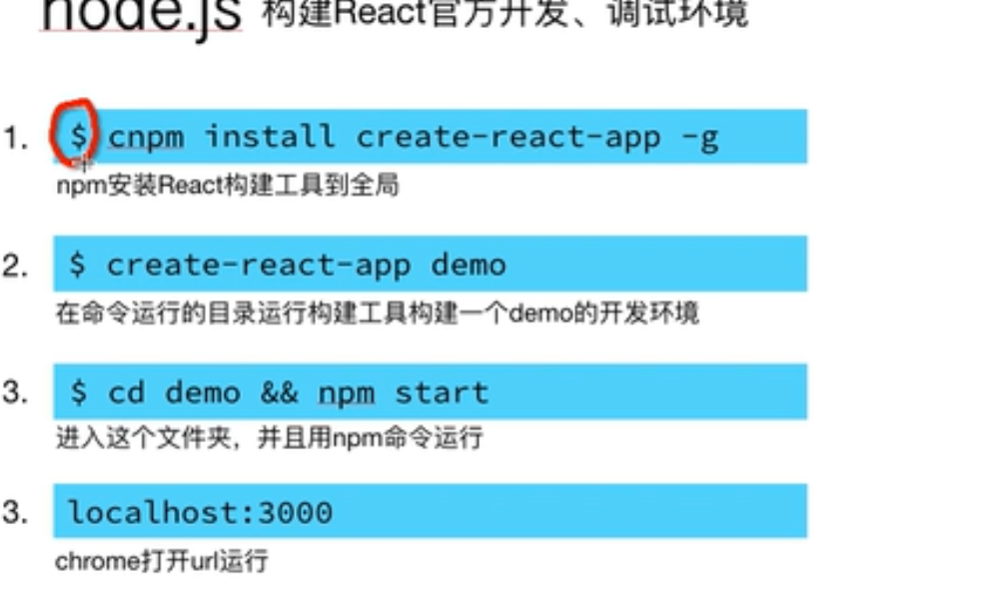 node.js 构建React官方开发、调试环境
1. $ cnpm install create-react-app -g
npm安装React构建工具到全局
2. $ create-react-app demo
在命令运行的目录运行构建工具构建一个demo的开发环境
3. $ cd demo && npm start
进入这个文件夹，并且用npm命令运行
3. localhost:3000
chrome打开url运行